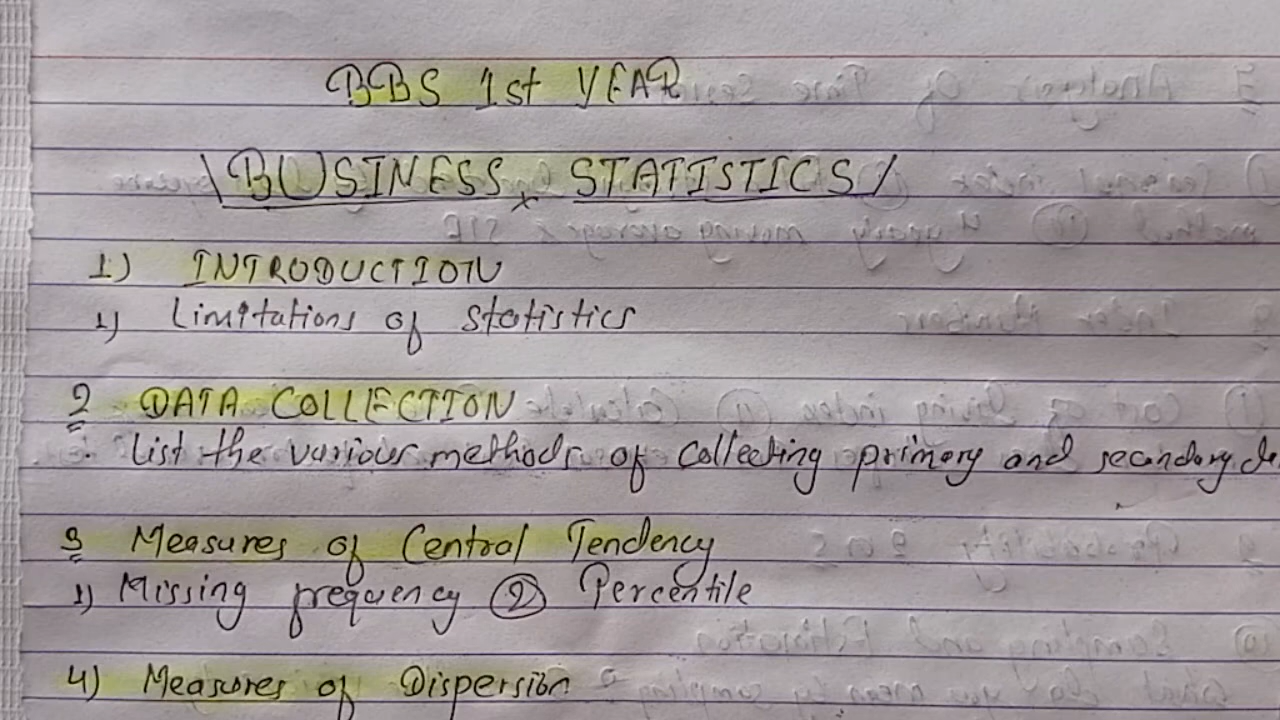 BBS 1st YEAR
BUSINESS STATISTICS
1) INTRODUCTION
1) Limitations of statistics
2 DATA COLLECTION
List the various methods of collecting primary and secondary da
3 Measures of Central Tendency
1) Missing frequency ② Percentile
4) Measures of Dispersion